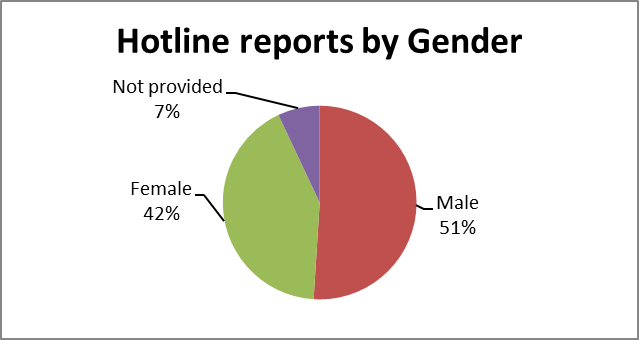 Hotline reports by Gender
Not provided
7%
Female
42%
Male
51%